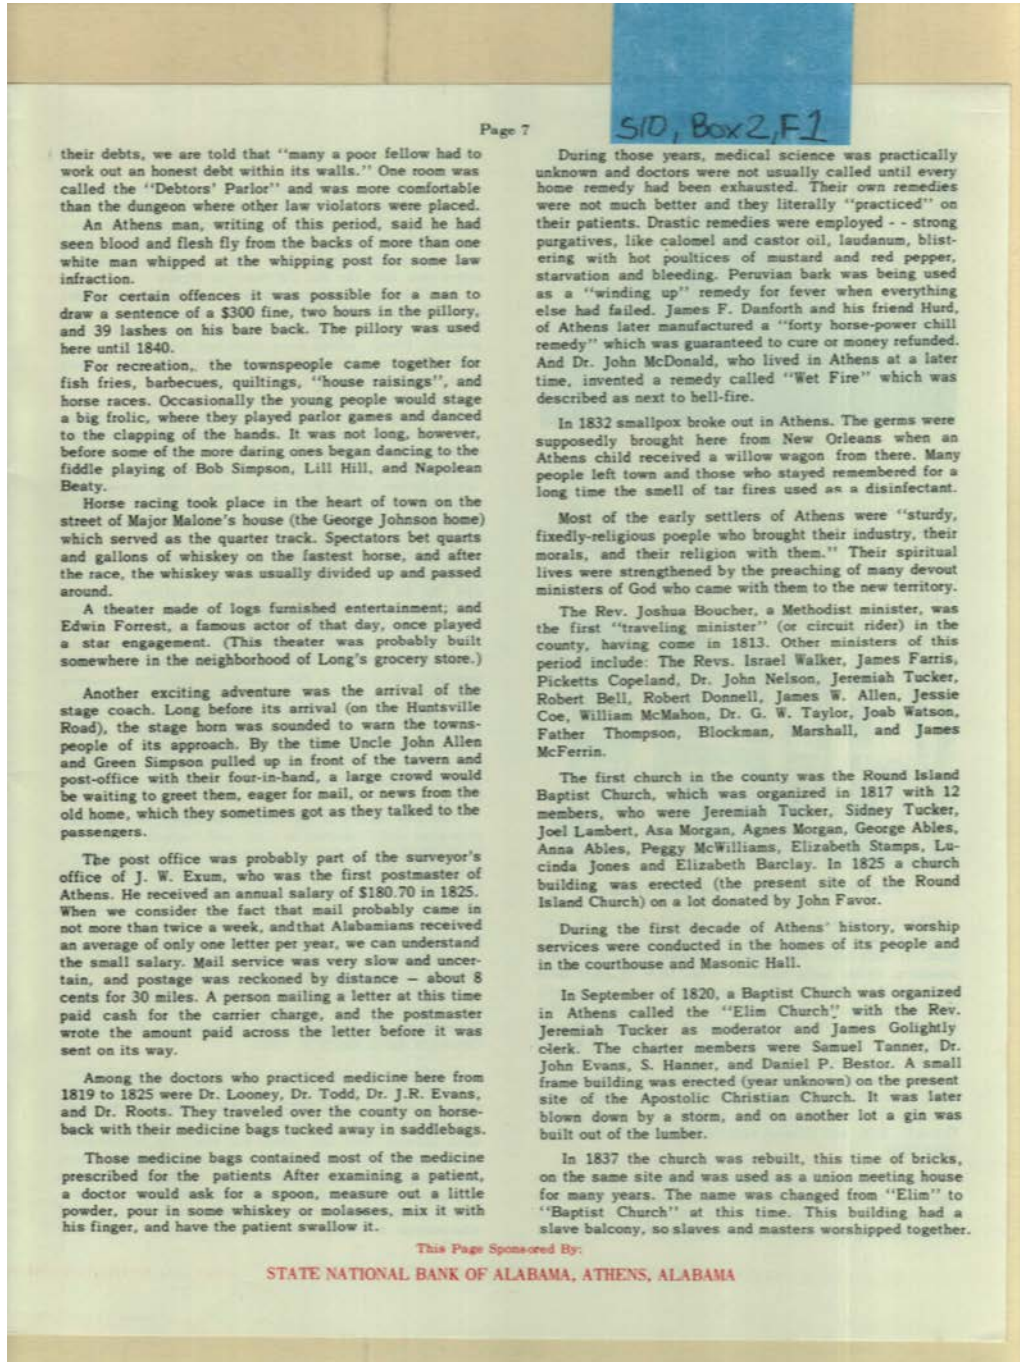 S10, Box 2, F1
Page 7
their debts, we are told that "many a poor fellow had to
work out an honest debt within its walls." One room was
called the "Debtors' Parlor" and was more comfortable
than the dungeon where other law violators were placed.
An Athens man, writing of this period, said he had
seen blood and flesh fly from the backs of more than one
white man whipped at the whipping post for some law
infraction.
For certain offences it was possible for a man to
draw a sentence of a $300 fine, two hours in the pillory,
and 39 lashes on his bare back. The pillory was used
here until 1840.
For recreation, the townspeople came together for
fish fries, barbecues, quiltings, "house raisings", and
horse races. Occasionally the young people would stage
a big frolic, where they played parlor games and danced
to the clapping of the hands. It was not long, however,
before some of the more daring ones began dancing to the
fiddle playing of Bob Simpson, Lill Hill, and Napolean
Beaty.
Horse racing took place in the heart of town on the
street of Major Malone's house (the George Johnson home)
which served as the quarter track. Spectators bet quarts
and gallons of whiskey on the fastest horse, and after
the race, the whiskey was usually divided up and passed
around.
A theater made of logs furnished entertainment; and
Edwin Forrest, a famous actor of that day, once played
a star engagement. (This theater was probably built
somewhere in the neighborhood of Long's grocery store.)
Another exciting adventure was the arrival of the
stage coach. Long before its arrival (on the Huntsville
Road), the stage horn was sounded to warn the towns-
people of its approach. By the time Uncle John Allen
and Green Simpson pulled up in front of the tavern and
post-office with their four-in-hand, a large crowd would
be waiting to greet them, eager for mail, or news from the
old home, which they sometimes got as they talked to the
passengers.
The post office was probably part of the surveyor's
office of J. W. Exum, who was the first postmaster of
Athens. He received an annual salary of $180.70 in 1825.
When we consider the fact that mail probably came in
not more than twice a week, andthat Alabamians received
an average of only one letter per year, we can understand
the small salary. Mail service was very slow and uncer-
tain, and postage was reckoned by distance — about 8
cents for 30 miles. A person mailing a letter at this time
paid cash for the carrier charge, and the postmaster
wrote the amount paid across the letter before it was
sent on its way.
Among the doctors who practiced medicine here from
1819 to 1825 were Dr. Looney, Dr. Todd, Dr. J.R. Evans,
and Dr. Roots. They traveled over the county on horse-
back with their medicine bags tucked away in saddlebags.
Those medicine bags contained most of the medicine
prescribed for the patients After examining a patient,
a doctor would ask for a spoon, measure out a little
powder, pour in some whiskey or molasses, mix it with
his finger, and have the patient swallow it.
During those years, medical science was practically
unknown and doctors were not usually called until every
home remedy had been exhausted. Their own remedies
were not much better and they literally "practiced" on
their patients. Drastic remedies were employed - - strong
purgatives, like calomel and castor oil, laudanum, blist-
ering with hot poultices of mustard and red pepper,
starvation and bleeding. Peruvian bark was being used
as a "winding up" remedy for fever when everything
else had failed. James F. Danforth and his friend Hurd,
of Athens later manufactured a "forty horse-power chill
remedy" which was guaranteed to cure or money refunded.
And Dr. John McDonald, who lived in Athens at a later
time, invented a remedy called "Wet Fire" which was
described as next to hell-fire.
In 1832 smallpox broke out in Athens. The germs were
supposedly brought here from New Orleans when an
Athens child received a willow wagon from there. Many
people left town and those who stayed remembered for a
long time the smell of tar fires used as a disinfectant.
Most of the early settlers of Athens were "sturdy,
fixedly-religious poeple who brought their industry, their
morals, and their religion with them." Their spiritual
lives were strengthened by the preaching of many devout
ministers of God who came with them to the new territory.
The Rev. Joshua Boucher, a Methodist minister, was
the first "traveling minister" (or circuit rider) in the
county, having come in 1813. Other ministers of this
period include: The Revs. Israel Walker, James Farris,
Picketts Copeland, Dr. John Nelson, Jeremiah Tucker,
Robert Bell, Robert Donnell, James W. Allen, Jessie
Coe, William McMahon, Dr. G. W. Taylor, Joab Watson,
Father Thompson, Blockman, Marshall, and James
McFerrin.
The first church in the county was the Round Island
Baptist Church, which was organized in 1817 with 12
members, who were Jeremiah Tucker, Sidney Tucker,
Joel Lambert, Asa Morgan, Agnes Morgan, George Ables,
Anna Ables, Peggy McWilliams, Elizabeth Stamps, Lu-
cinda Jones and Elizabeth Barclay. In 1825 a church
building was erected (the present site of the Round
Island Church) on a lot donated by John Favor.
During the first decade of Athens' history, worship
services were conducted in the homes of its people and
in the courthouse and Masonic Hall.
In September of 1820, a Baptist Church was organized
in Athens called the "Elim Church", with the Rev.
Jeremiah Tucker as moderator and James Golightly
clerk. The charter members were Samuel Tanner, Dr.
John Evans, S. Hanner, and Daniel P. Bestor. A small
frame building was erected (year unknown) on the present
site of the Apostolic Christian Church. It was later
blown down by a storm, and on another lot a gin was
built out of the lumber.
In 1837 the church was rebuilt, this time of bricks,
on the same site and was used as a union meeting house
for many years. The name was changed from "Elim" to
"Baptist Church" at this time. This building had a
slave balcony, so slaves and masters worshipped together.
This Page Sponsored By:
STATE NATIONAL BANK OF ALABAMA, ATHENS, ALABAMA